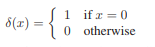 δ(x) = { 1 if x = 0
0 otherwise